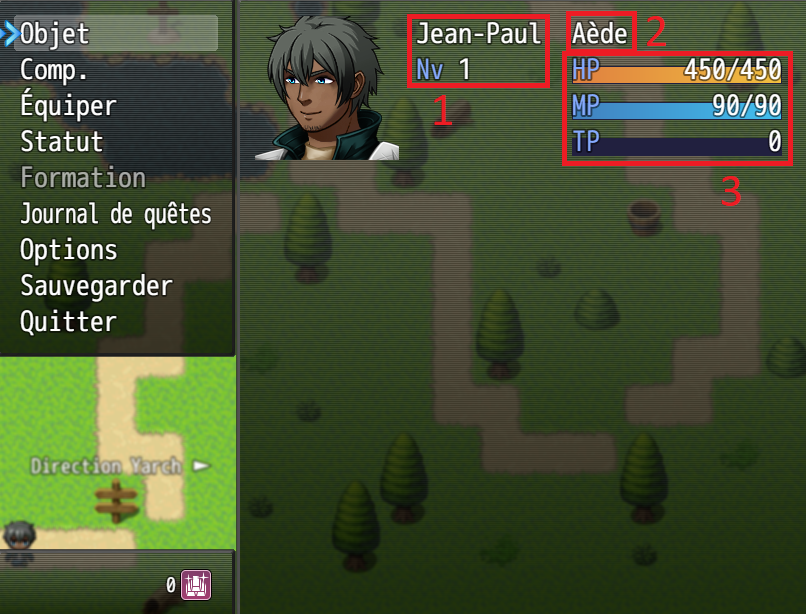 Objet
Comp.
Équiper
Statut
Formation
Journal de quêtes
Options
Sauvegarder
Quitter
Jean-Paul
Nv 1
1
Aède
2
HP 450/450
MP 90/90
TP 0
3
Direction Yarch ►
0